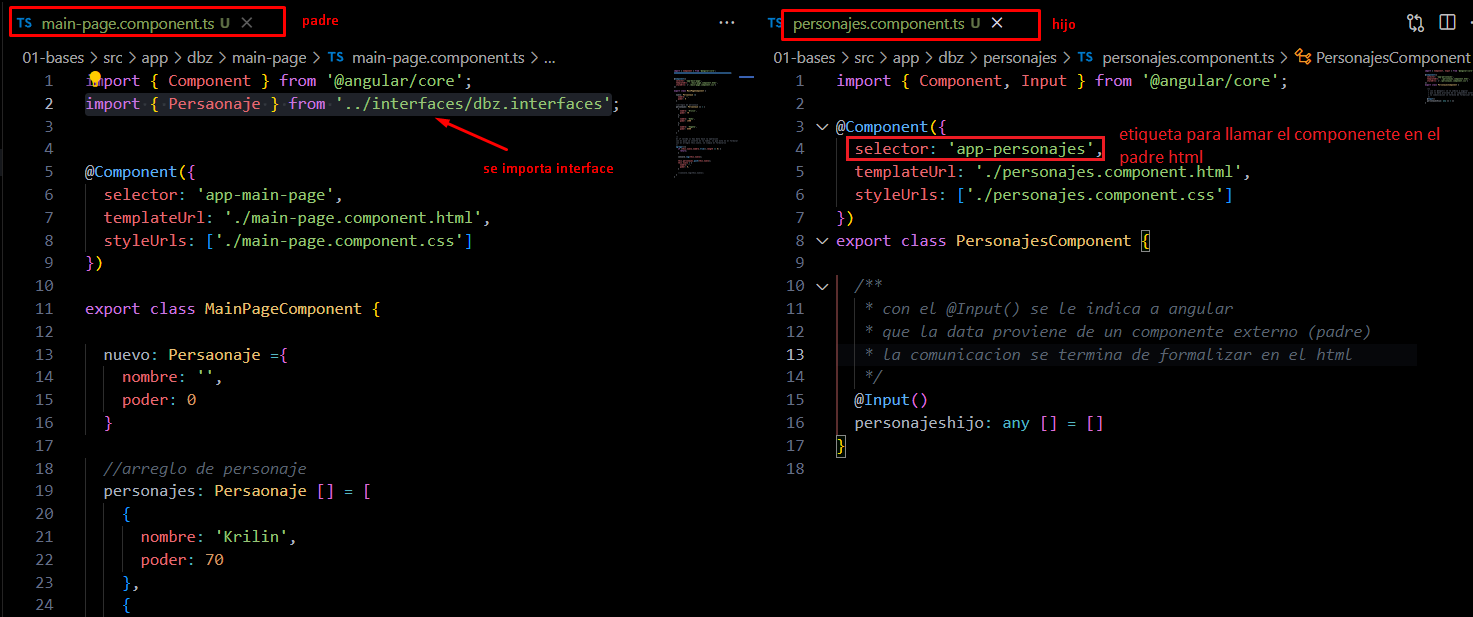 TS main-page.component.ts U ×
padre
...
01-bases > src > app > dbz > main-page > TS main-page.component.ts > ...
1 import { Component } from '@angular/core';
2 import { Persaonaje } from '../interfaces/dbz.interfaces';
3
4
se importa interface
5 @Component({
6 selector: 'app-main-page',
7 templateUrl: './main-page.component.html',
8 styleUrls: ['./main-page.component.css']
9 })
10
11 export class MainPageComponent {
12
13 nuevo: Persaonaje ={
14 nombre: '',
15 poder: 0
16 }
17
18 //arreglo de personaje
19 personajes: Persaonaje [] = [
20 {
21 nombre: 'Krilin',
22 poder: 70
23 },
24 {
TS personajes.component.ts U ×
hijo
01-bases > src > app > dbz > personajes > TS personajes.component.ts > PersonajesComponent
1 import { Component, Input } from '@angular/core';
2
3 @Component({
4 selector: 'app-personajes',
etiqueta para llamar el componenete en el
padre html
5 templateUrl: './personajes.component.html',
6 styleUrls: ['./personajes.component.css']
7 })
8 export class PersonajesComponent {
9
10 /**
11 * con el @Input() se le indica a angular
12 * que la data proviene de un componente externo (padre)
13 * la comunicacion se termina de formalizar en el html
14 */
15 @Input()
16 personajeshijo: any [] = []
17 }
18